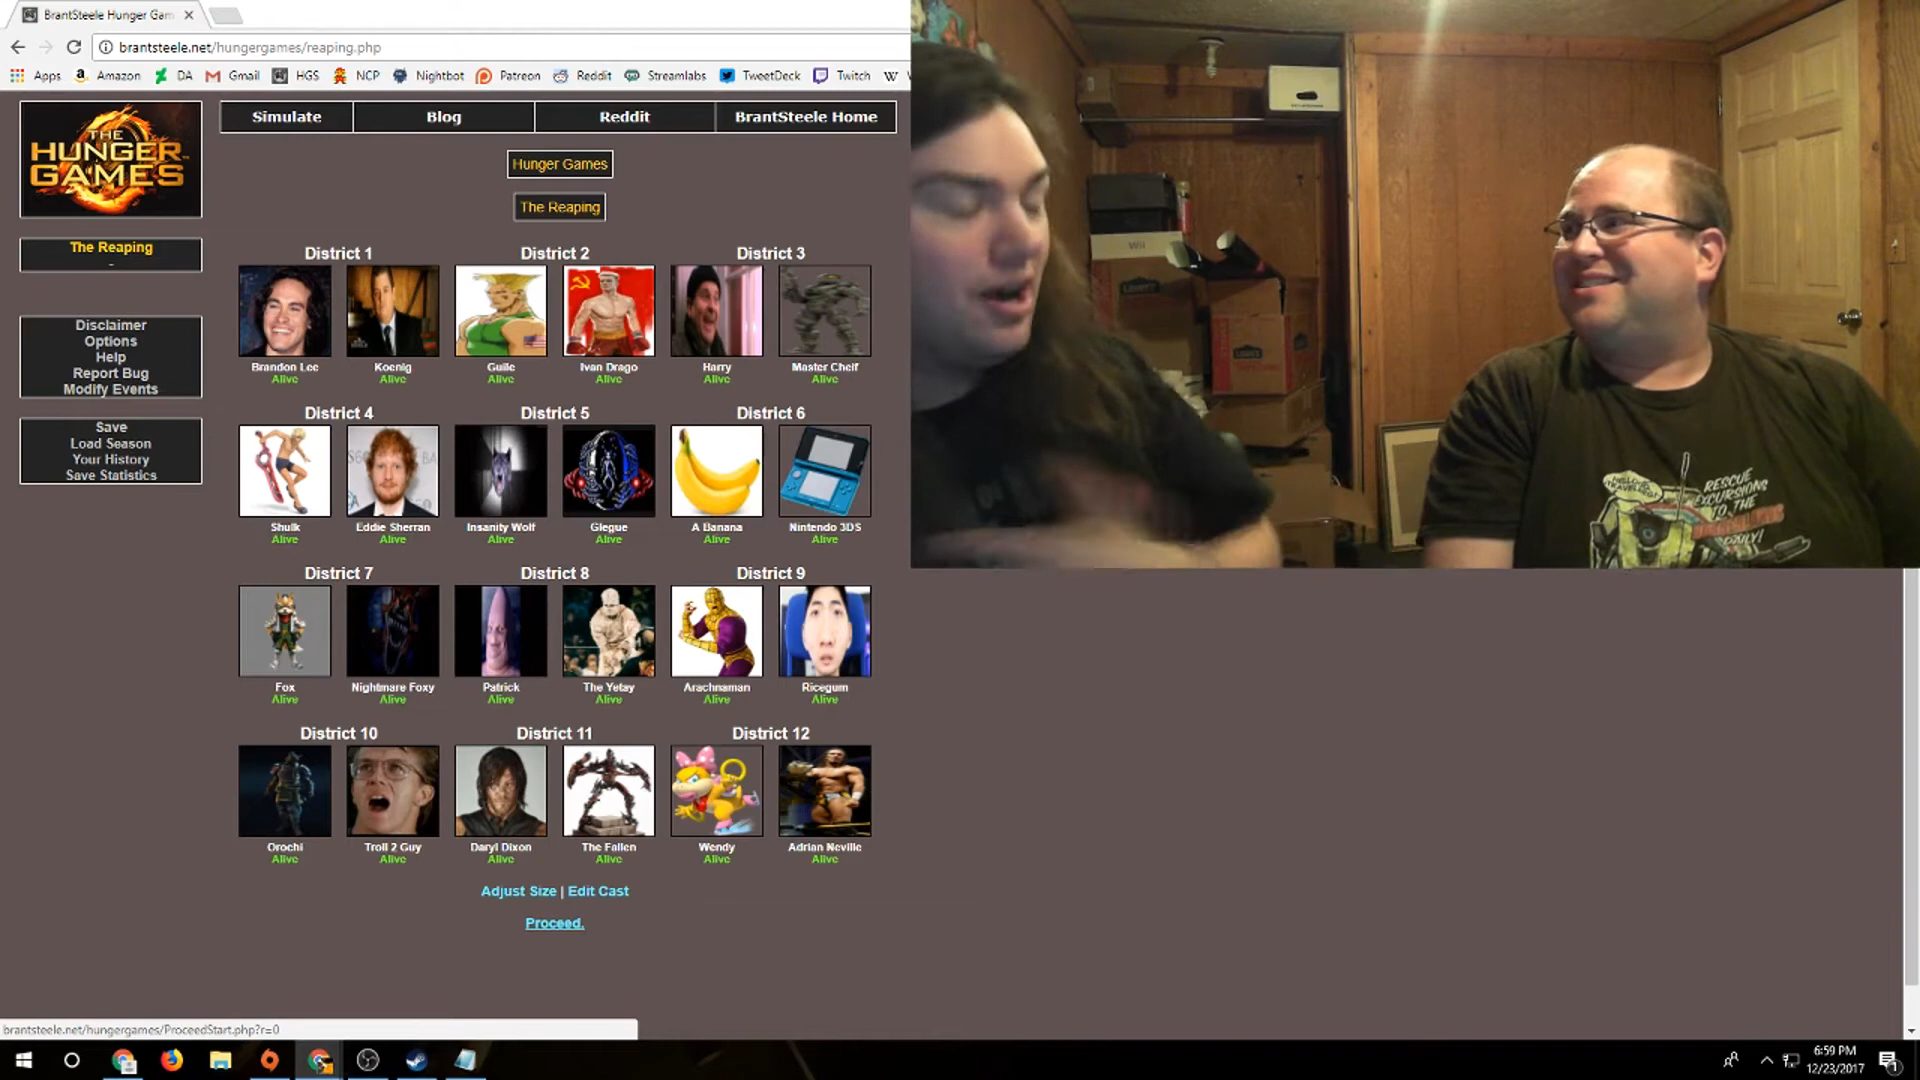 BrantSteele Hunger Gam
brantsteele.net/hungergames/reaping.php
Apps Amazon DA Gmail HGS NCP Nightbot Patreon Reddit Streamlabs TweetDeck Twitch
THE HUNGER GAMES
Simulate Blog Reddit BrantSteele Home
Hunger Games
The Reaping
The Reaping
-
Disclaimer
Options
Help
Report Bug
Modify Events
Save
Load Season
Your History
Save Statistics
District 1 District 2 District 3
Brandon Lee Koenig Guile Ivan Drago Harry Master Cheif
Alive Alive Alive Alive Alive Alive
District 4 District 5 District 6
Shulk Eddie Sherran Insanity Wolf Glegue A Banana Nintendo 3DS
Alive Alive Alive Alive Alive Alive
District 7 District 8 District 9
Fox Nightmare Foxy Patrick The Yetay Arachnaman Ricegum
Alive Alive Alive Alive Alive Alive
District 10 District 11 District 12
Orochi Troll 2 Guy Daryl Dixon The Fallen Wendy Adrian Neville
Alive Alive Alive Alive Alive Alive
Adjust Size | Edit Cast
Proceed.
brantsteele.net/hungergames/ProceedStart.php?r=0
Wii
RESCUE
EXCURSIONS
TO THE
DAILY!
6:59 PM
12/23/2017